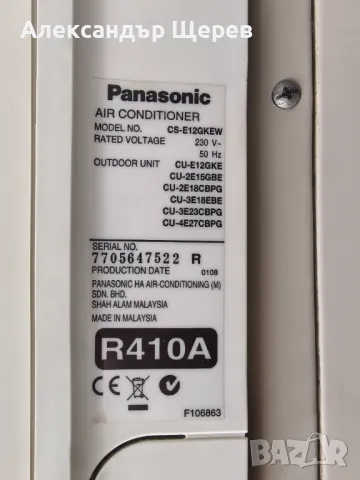 Александър Щерев
Panasonic
AIR CONDITIONER
MODEL NO. CS-E12GKEW
RATED VOLTAGE 230 V~
50 Hz
OUTDOOR UNIT CU-E12GKE
CU-2E15GBE
CU-2E18CBPG
CU-3E18EBE
CU-3E23CBPG
CU-4E27CBPG
SERIAL NO.
7705647522 R
PRODUCTION DATE 0108
PANASONIC HA AIR-CONDITIONING (M)
SDN. BHD.
SHAH ALAM MALAYSIA
MADE IN MALAYSIA
R410A
CE
F106863
BAZAR